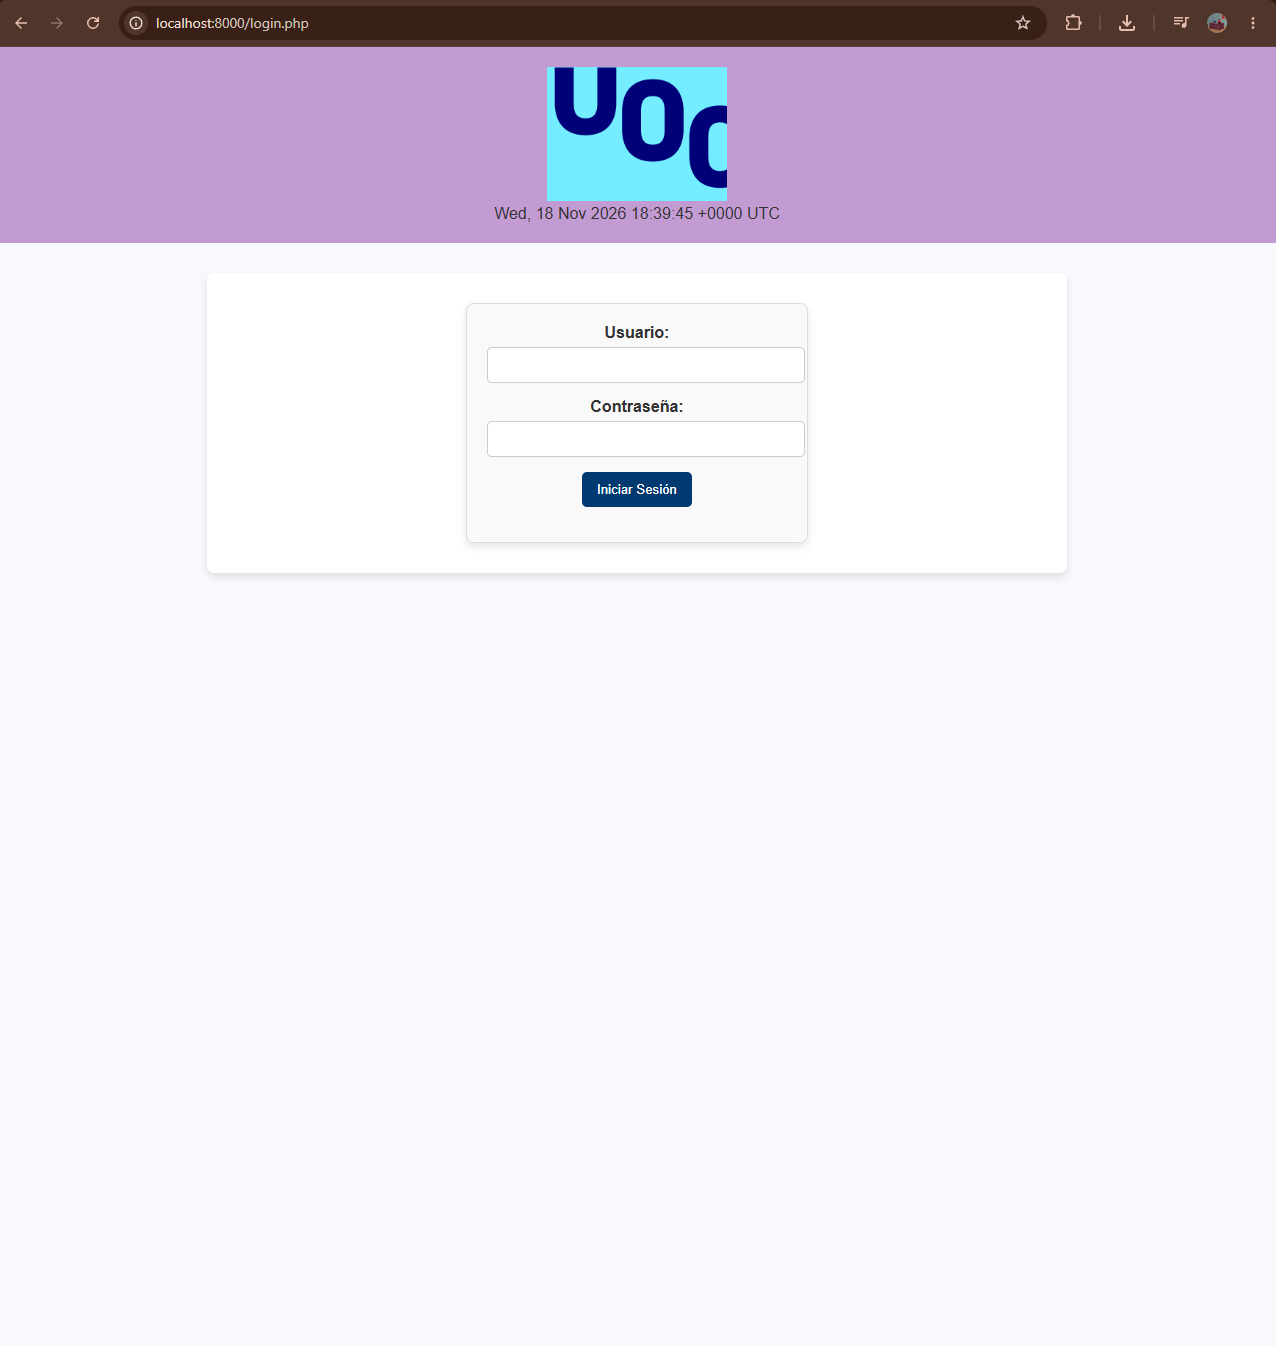 localhost:8000/login.php
UOC
Wed, 18 Nov 2026 18:39:45 +0000 UTC
Usuario:
Contraseña:
Iniciar Sesión